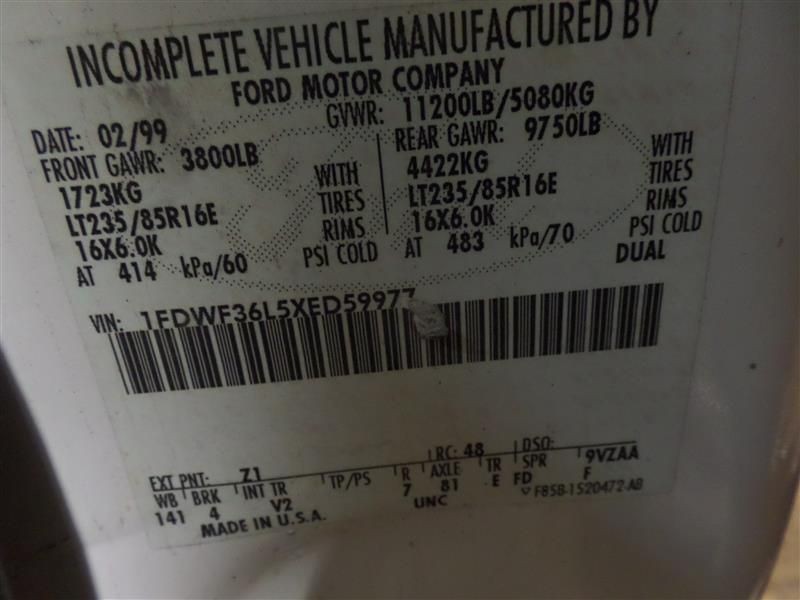 INCOMPLETE VEHICLE MANUFACTURED BY
FORD MOTOR COMPANY
DATE: 02/99 GVWR: 11200LB/5080KG
FRONT GAWR: 3800LB REAR GAWR: 9750LB
1723KG WITH 4422KG WITH
LT235/85R16E TIRES LT235/85R16E TIRES
16X6.0K RIMS 16X6.0K RIMS
AT 414 kPa/60 PSI COLD AT 483 kPa/70 PSI COLD
DUAL
VIN: 1FDWF36L5XED59977
EXT PNT: Z1 RC: 48 DSO:
WB BRK INT TR TP/PS R AXLE TR SPR 9VZAA
141 4 V2 7 81 E FD F
UNC ▽ F85B-1520472-AB
MADE IN U.S.A.